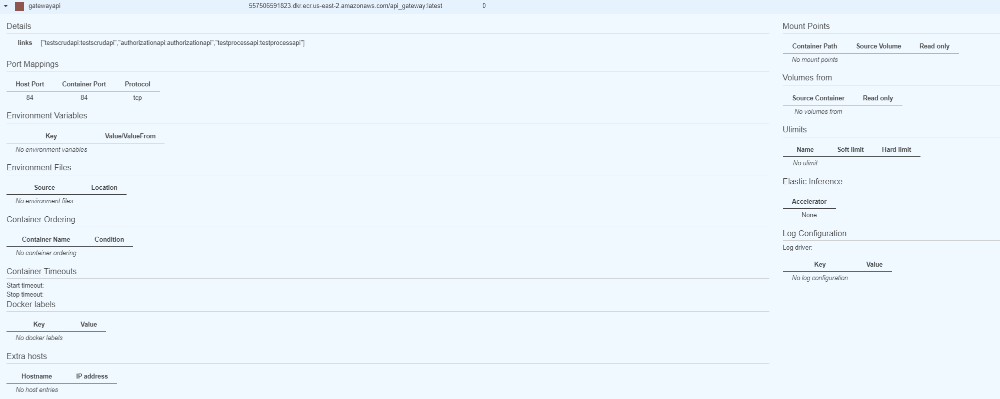 gatewayapi 557506591823.dkr.ecr.us-east-2.amazonaws.com/api_gateway:latest 0
Details
links ["testscrudapi:testscrudapi","authorizationapi:authorizationapi","testprocessapi:testprocessapi"]
Port Mappings
Host Port Container Port Protocol
84 84 tcp
Environment Variables
Key Value/ValueFrom
No environment variables
Environment Files
Source Location
No environment files
Container Ordering
Container Name Condition
No container ordering
Container Timeouts
Start timeout:
Stop timeout:
Docker labels
Key Value
No docker labels
Extra hosts
Hostname IP address
No host entries
Mount Points
Container Path Source Volume Read only
No mount points
Volumes from
Source Container Read only
No volumes from
Ulimits
Name Soft limit Hard limit
No ulimit
Elastic Inference
Accelerator
None
Log Configuration
Log driver:
Key Value
No log configuration